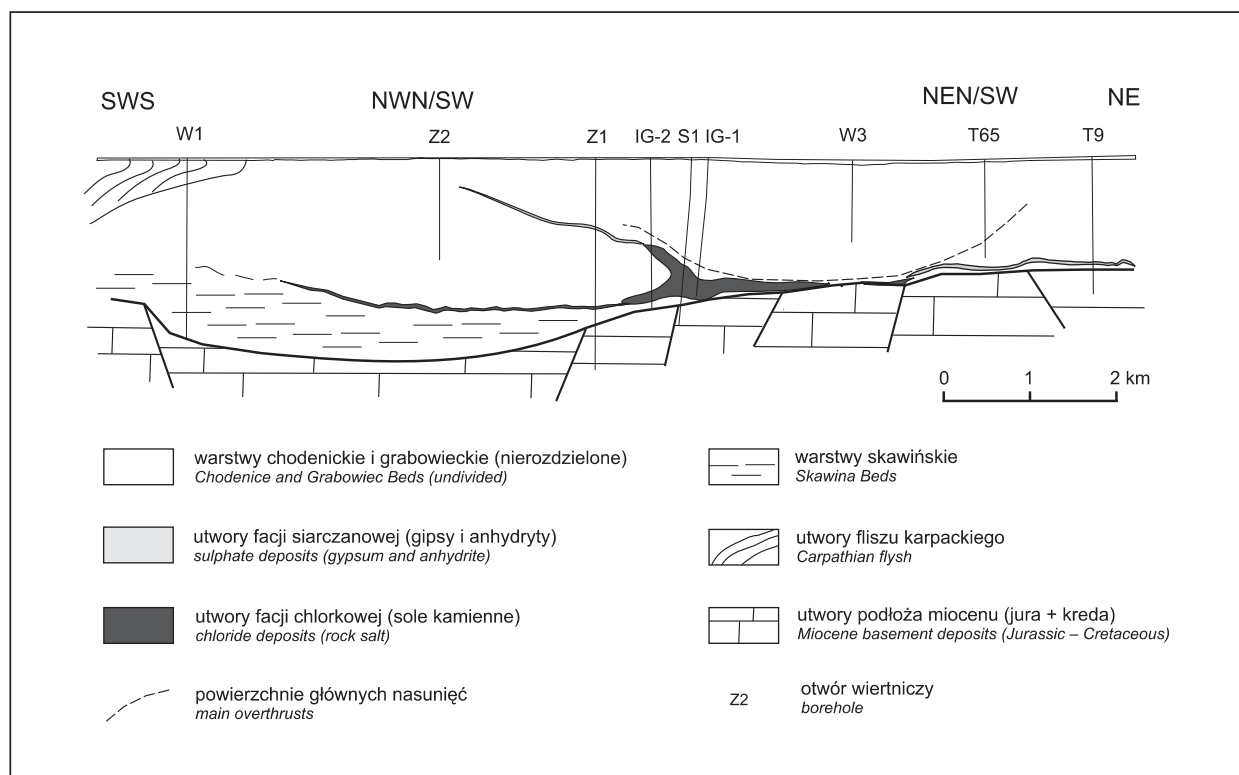 SWS NWN/SW NEN/SW NE
W1 Z2 Z1 IG-2 S1 IG-1 W3 T65 T9
0 1 2 km
warstwy chodenickie i grabowieckie (nierozdzielone)
Chodenice and Grabowiec Beds (undivided)
utwory facji siarczanowej (gipsy i anhydryty)
sulphate deposits (gypsum and anhydrite)
utwory facji chlorkowej (sole kamienne)
chloride deposits (rock salt)
powierzchnie głównych nasunięć
main overthrusts
warstwy skawińskie
Skawina Beds
utwory fliszu karpackiego
Carpathian flysh
utwory podłoża miocenu (jura + kreda)
Miocene basement deposits (Jurassic – Cretaceous)
Z2 otwór wiertniczy
borehole